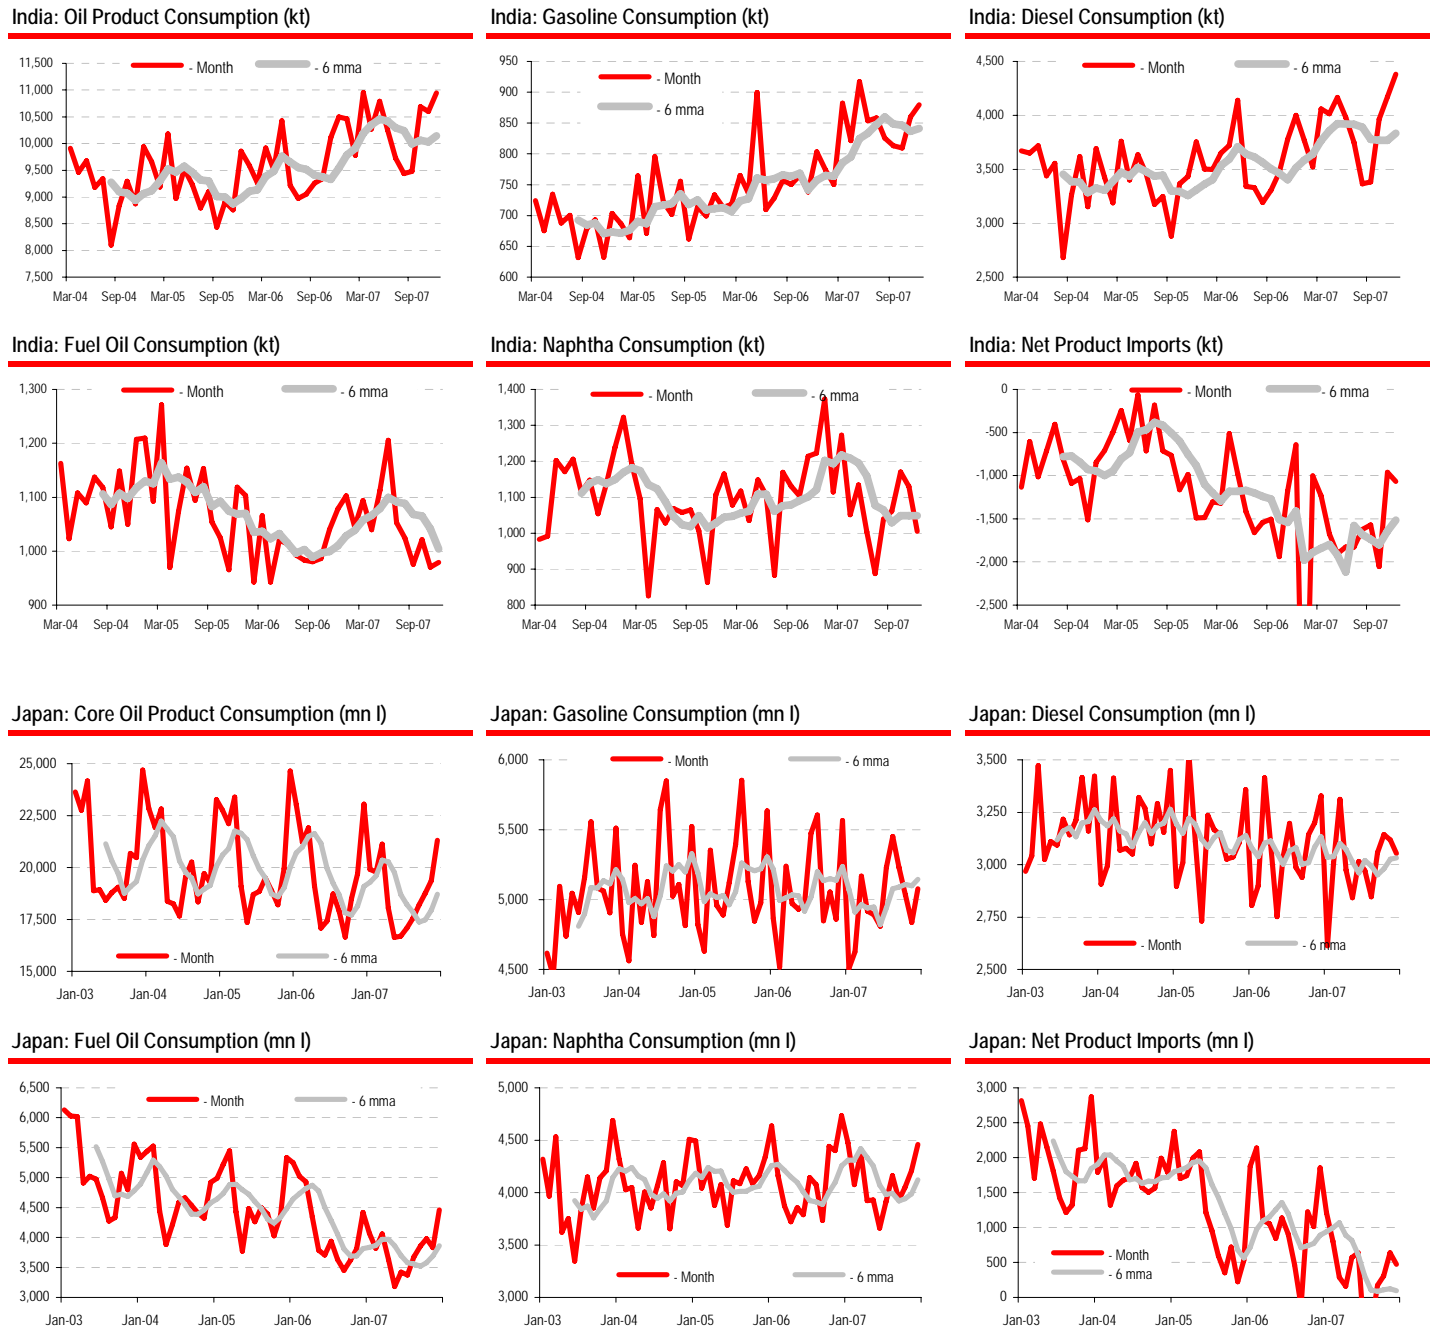 India: Oil Product Consumption (kt)
India: Gasoline Consumption (kt)
India: Diesel Consumption (kt)
11,500
11,000
10,500
10,000
9,500
9,000
8,500
8,000
7,500
- Month
- 6 mma
Mar-04 Sep-04 Mar-05 Sep-05 Mar-06 Sep-06 Mar-07 Sep-07
950
900
850
800
750
700
650
600
- Month
- 6 mma
Mar-04 Sep-04 Mar-05 Sep-05 Mar-06 Sep-06 Mar-07 Sep-07
4,500
4,000
3,500
3,000
2,500
- Month
- 6 mma
Mar-04 Sep-04 Mar-05 Sep-05 Mar-06 Sep-06 Mar-07 Sep-07
India: Fuel Oil Consumption (kt)
India: Naphtha Consumption (kt)
India: Net Product Imports (kt)
1,300
1,200
1,100
1,000
900
- Month
- 6 mma
Mar-04 Sep-04 Mar-05 Sep-05 Mar-06 Sep-06 Mar-07 Sep-07
1,400
1,300
1,200
1,100
1,000
900
800
- Month
- 6 mma
Mar-04 Sep-04 Mar-05 Sep-05 Mar-06 Sep-06 Mar-07 Sep-07
0
-500
-1,000
-1,500
-2,000
-2,500
- Month
- 6 mma
Mar-04 Sep-04 Mar-05 Sep-05 Mar-06 Sep-06 Mar-07 Sep-07
Japan: Core Oil Product Consumption (mn l)
Japan: Gasoline Consumption (mn l)
Japan: Diesel Consumption (mn l)
25,000
22,500
20,000
17,500
15,000
- Month
- 6 mma
Jan-03 Jan-04 Jan-05 Jan-06 Jan-07
6,000
5,500
5,000
4,500
- Month
- 6 mma
Jan-03 Jan-04 Jan-05 Jan-06 Jan-07
3,500
3,250
3,000
2,750
2,500
- Month
- 6 mma
Jan-03 Jan-04 Jan-05 Jan-06 Jan-07
Japan: Fuel Oil Consumption (mn l)
Japan: Naphtha Consumption (mn l)
Japan: Net Product Imports (mn l)
6,500
6,000
5,500
5,000
4,500
4,000
3,500
3,000
- Month
- 6 mma
Jan-03 Jan-04 Jan-05 Jan-06 Jan-07
5,000
4,500
4,000
3,500
3,000
- Month
- 6 mma
Jan-03 Jan-04 Jan-05 Jan-06 Jan-07
3,000
2,500
2,000
1,500
1,000
500
0
- Month
- 6 mma
Jan-03 Jan-04 Jan-05 Jan-06 Jan-07